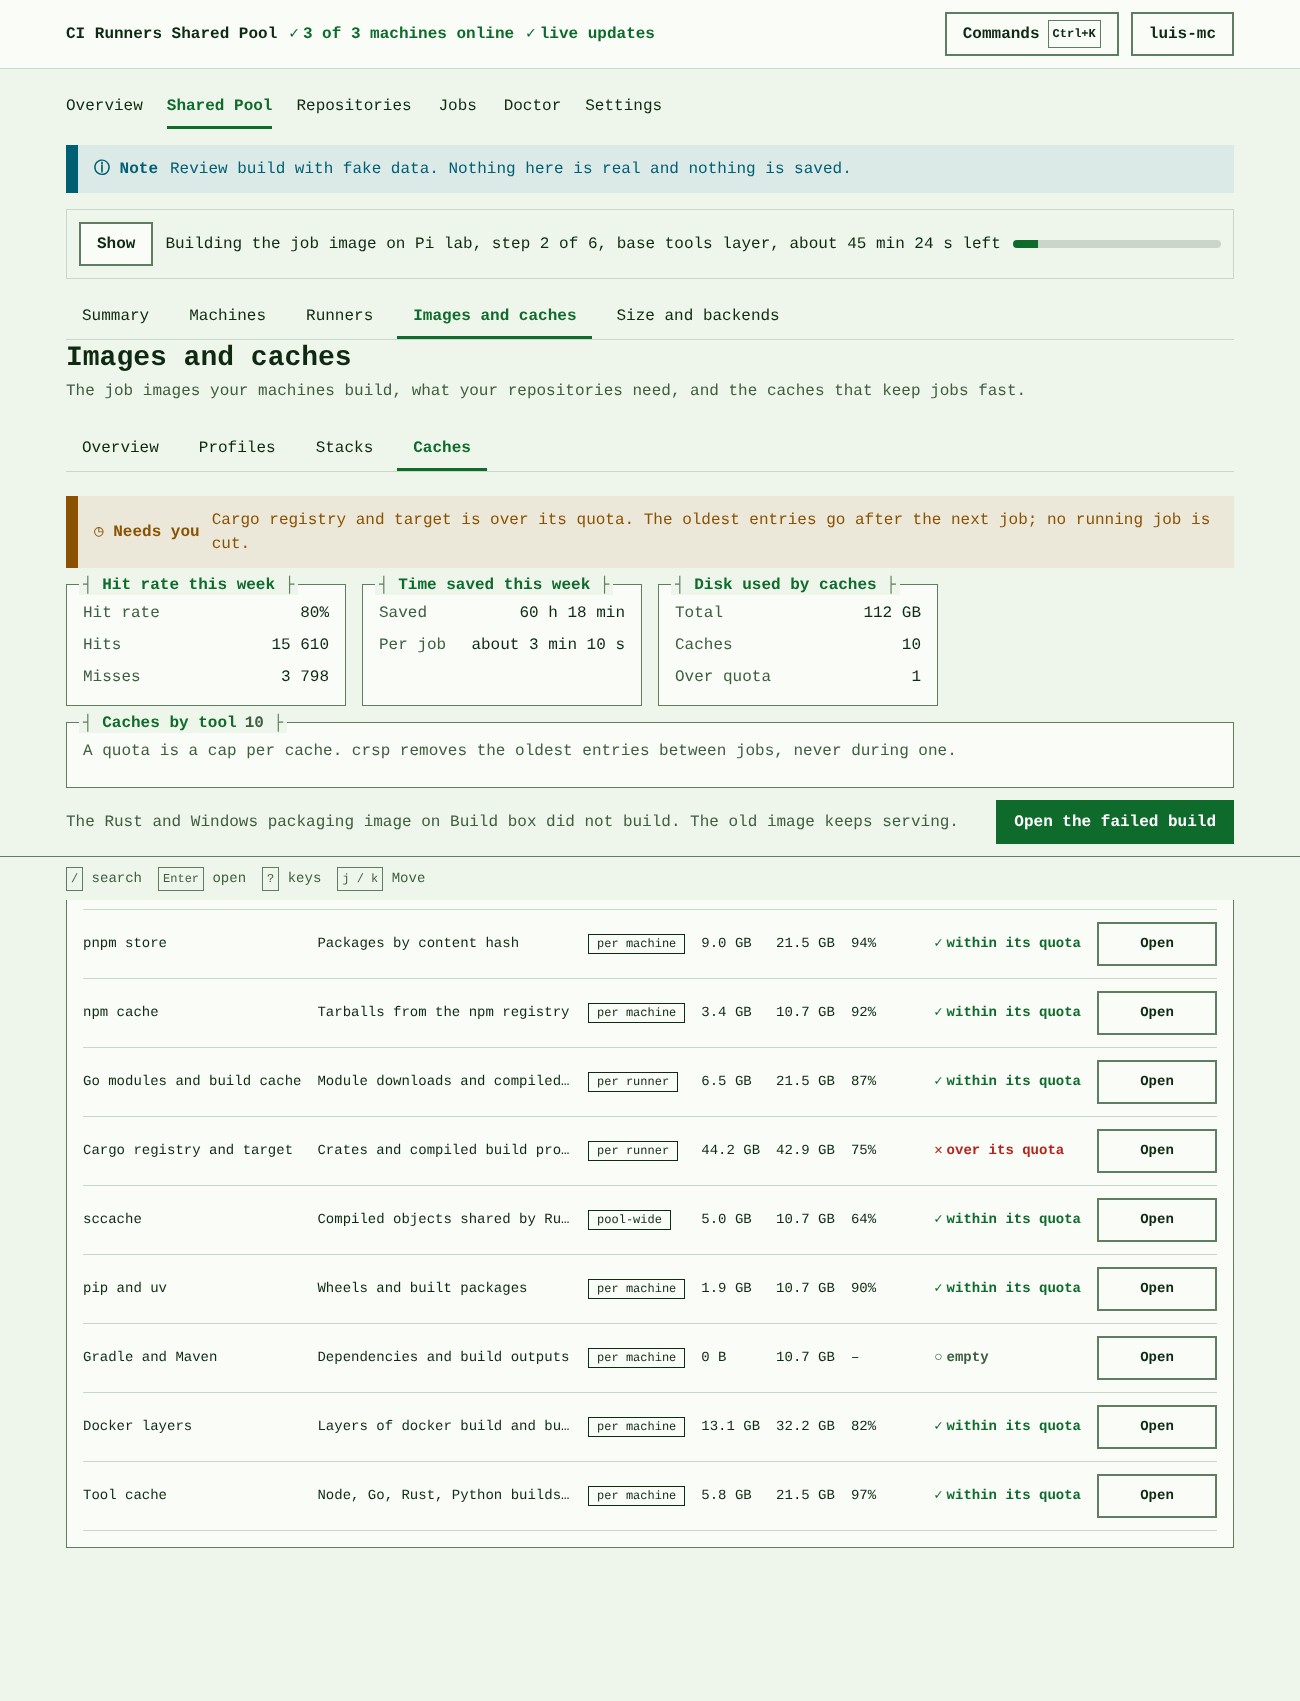 CI Runners Shared Pool ✓ 3 of 3 machines online ✓ live updates Commands Ctrl+K luis-mc
Overview Shared Pool Repositories Jobs Doctor Settings
ⓘ Note Review build with fake data. Nothing here is real and nothing is saved.
Show Building the job image on Pi lab, step 2 of 6, base tools layer, about 45 min 24 s left
Summary Machines Runners Images and caches Size and backends
Images and caches
The job images your machines build, what your repositories need, and the caches that keep jobs fast.
Overview Profiles Stacks Caches
◷ Needs you Cargo registry and target is over its quota. The oldest entries go after the next job; no running job is
cut.
Hit rate this week Time saved this week Disk used by caches
Hit rate 80% Saved 60 h 18 min Total 112 GB
Hits 15 610 Per job about 3 min 10 s Caches 10
Misses 3 798 Over quota 1
Caches by tool 10
A quota is a cap per cache. crsp removes the oldest entries between jobs, never during one.
The Rust and Windows packaging image on Build box did not build. The old image keeps serving. Open the failed build
/ search Enter open ? keys j / k Move
pnpm store Packages by content hash per machine 9.0 GB 21.5 GB 94% ✓ within its quota Open
npm cache Tarballs from the npm registry per machine 3.4 GB 10.7 GB 92% ✓ within its quota Open
Go modules and build cache Module downloads and compiled… per runner 6.5 GB 21.5 GB 87% ✓ within its quota Open
Cargo registry and target Crates and compiled build pro… per runner 44.2 GB 42.9 GB 75% × over its quota Open
sccache Compiled objects shared by Ru… pool-wide 5.0 GB 10.7 GB 64% ✓ within its quota Open
pip and uv Wheels and built packages per machine 1.9 GB 10.7 GB 90% ✓ within its quota Open
Gradle and Maven Dependencies and build outputs per machine 0 B 10.7 GB – ○ empty Open
Docker layers Layers of docker build and bu… per machine 13.1 GB 32.2 GB 82% ✓ within its quota Open
Tool cache Node, Go, Rust, Python builds… per machine 5.8 GB 21.5 GB 97% ✓ within its quota Open